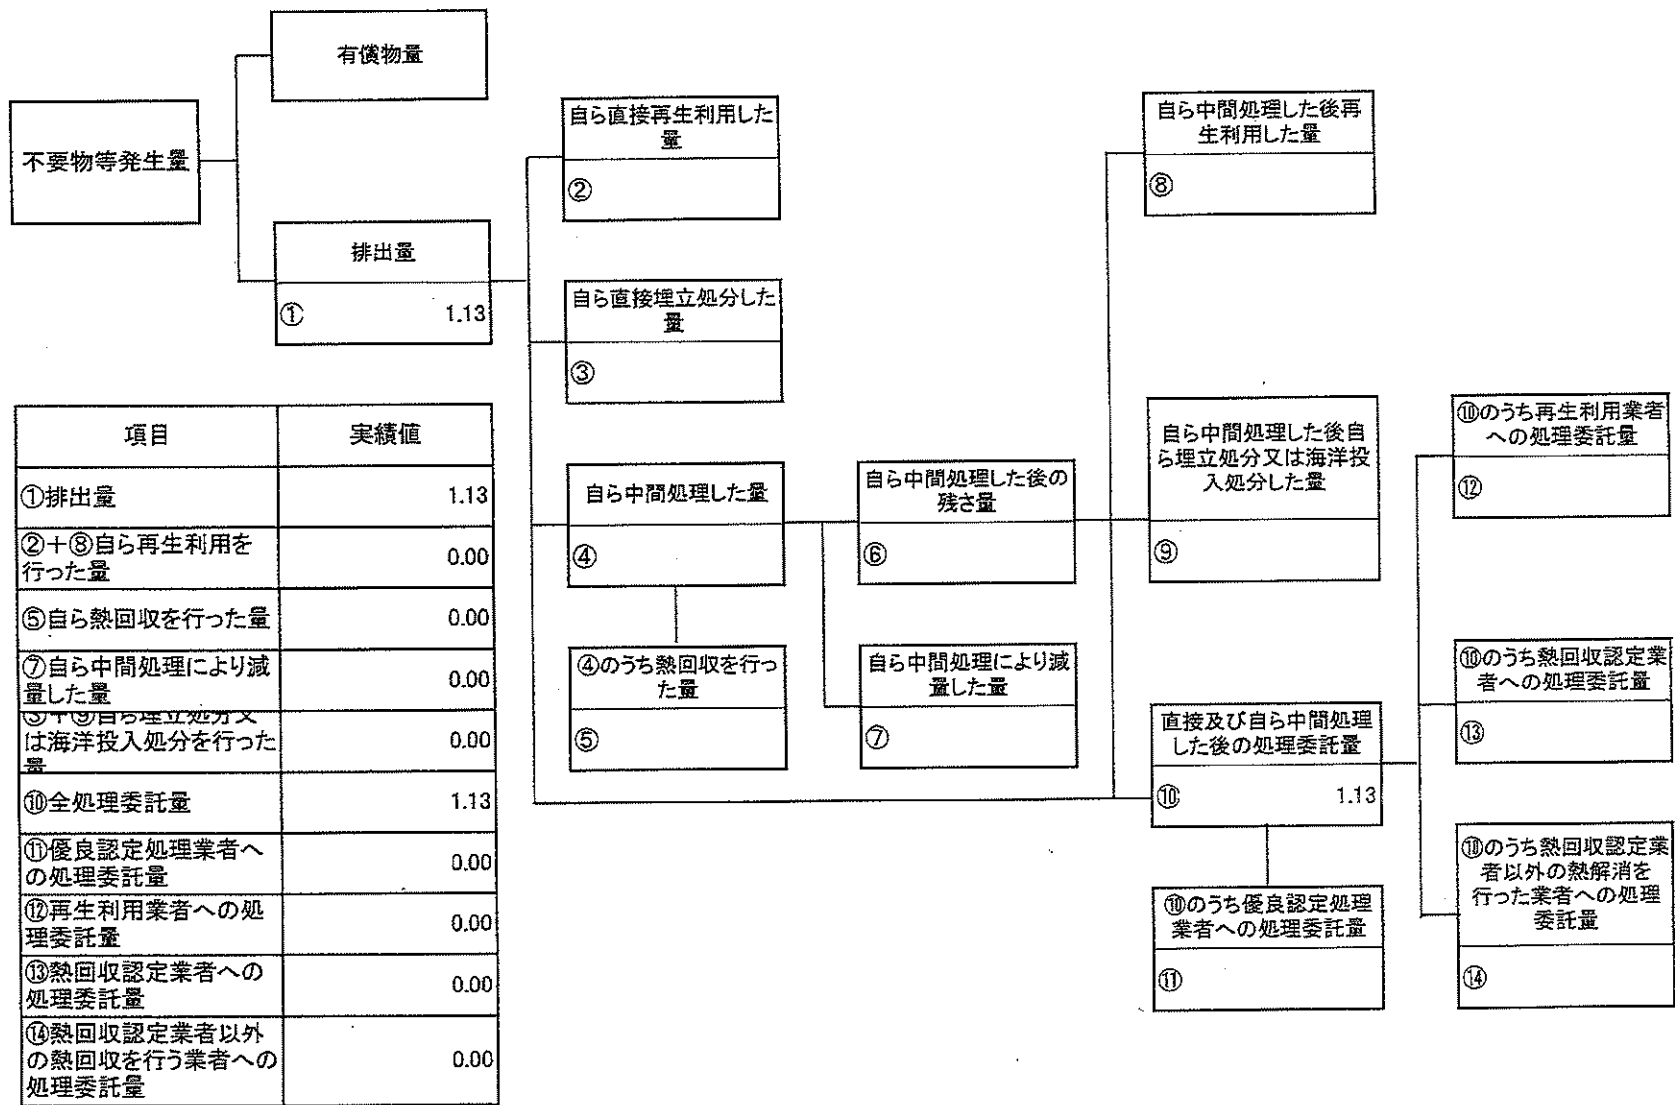 有償物量
不要物等発生量
排出量
① 1.13
自ら直接再生利用した
量
②
自ら直接埋立処分した
量
③
自ら中間処理した量
④
④のうち熱回収を行っ
た量
⑤
自ら中間処理した後の
残さ量
⑥
自ら中間処理により減
量した量
⑦
自ら中間処理した後再
生利用した量
⑧
自ら中間処理した後自
ら埋立処分又は海洋投
入処分した量
⑨
直接及び自ら中間処理
した後の処理委託量
⑩ 1.13
⑩のうち優良認定処理
業者への処理委託量
⑪
⑩のうち再生利用業者
への処理委託量
⑫
⑩のうち熱回収認定業
者への処理委託量
⑬
⑩のうち熱回収認定業
者以外の熱解消を
行った業者への処理
委託量
⑭
項目 実績値
①排出量 1.13
②＋⑧自ら再生利用を
行った量 0.00
⑤自ら熱回収を行った量 0.00
⑦自ら中間処理により減
量した量 0.00
③＋⑨自ら埋立処分又
は海洋投入処分を行った
量 0.00
⑩全処理委託量 1.13
⑪優良認定処理業者へ
の処理委託量 0.00
⑫再生利用業者への処
理委託量 0.00
⑬熱回収認定業者への
処理委託量 0.00
⑭熱回収認定業者以外
の熱回収を行う業者への
処理委託量 0.00